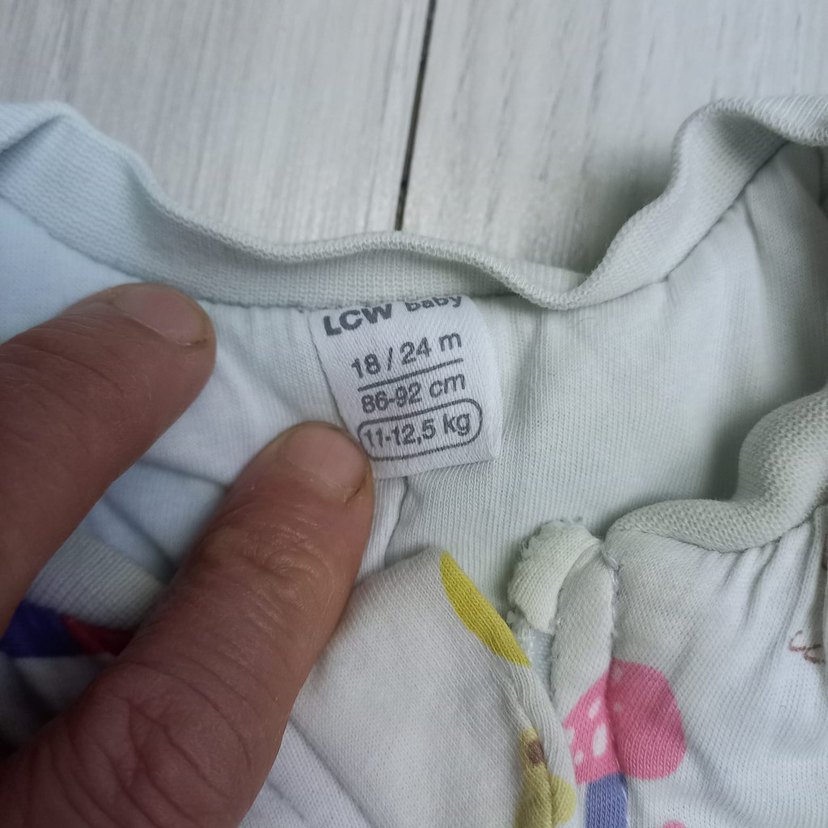 LCW baby
18 / 24 m
86-92 cm
11-12,5 kg